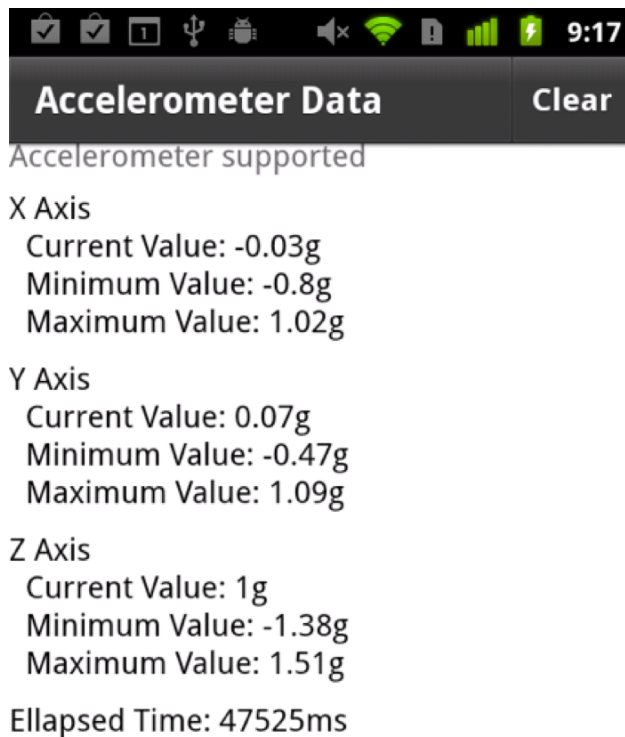 1 9:17
Accelerometer Data Clear
Accelerometer supported
X Axis
Current Value: -0.03g
Minimum Value: -0.8g
Maximum Value: 1.02g
Y Axis
Current Value: 0.07g
Minimum Value: -0.47g
Maximum Value: 1.09g
Z Axis
Current Value: 1g
Minimum Value: -1.38g
Maximum Value: 1.51g
Ellapsed Time: 47525ms